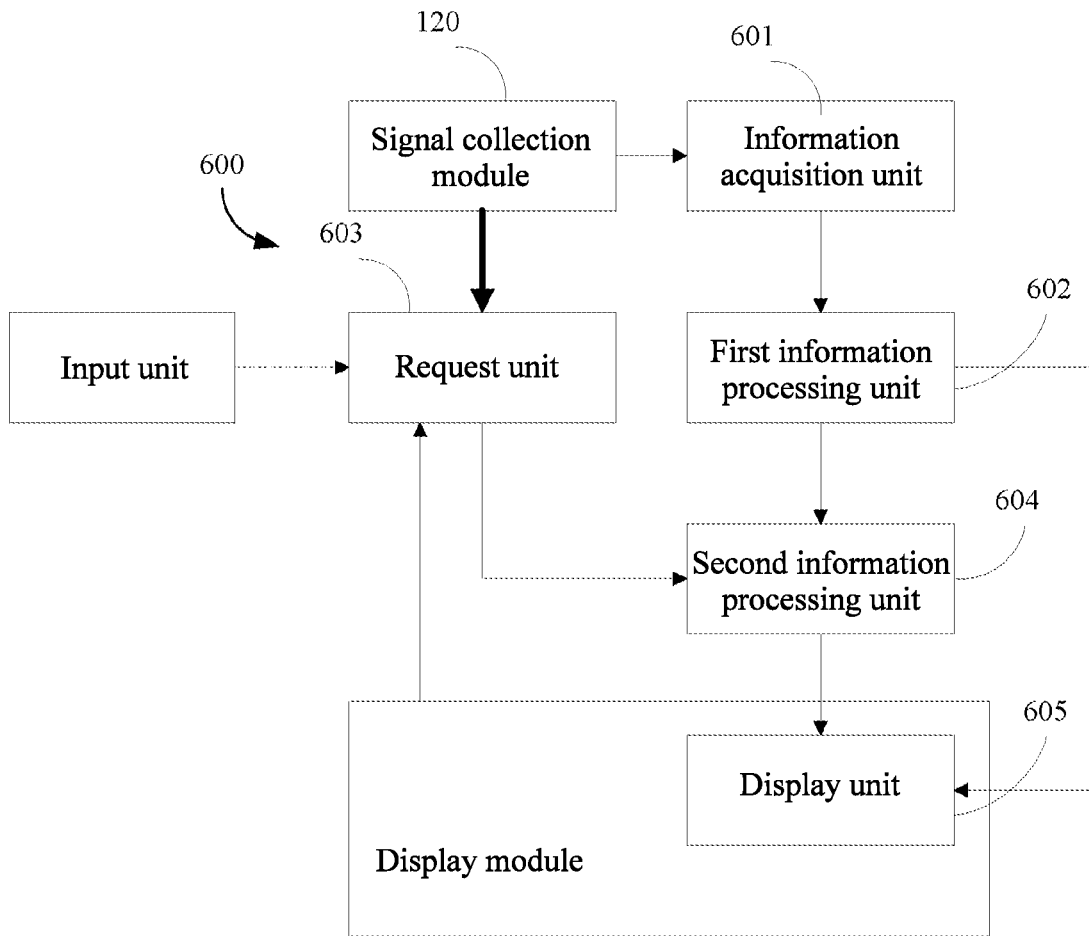 120
601
Signal collection
module
Information
acquisition unit
600
603
602
Input unit
Request unit
First information
processing unit
604
Second information
processing unit
605
Display unit
Display module